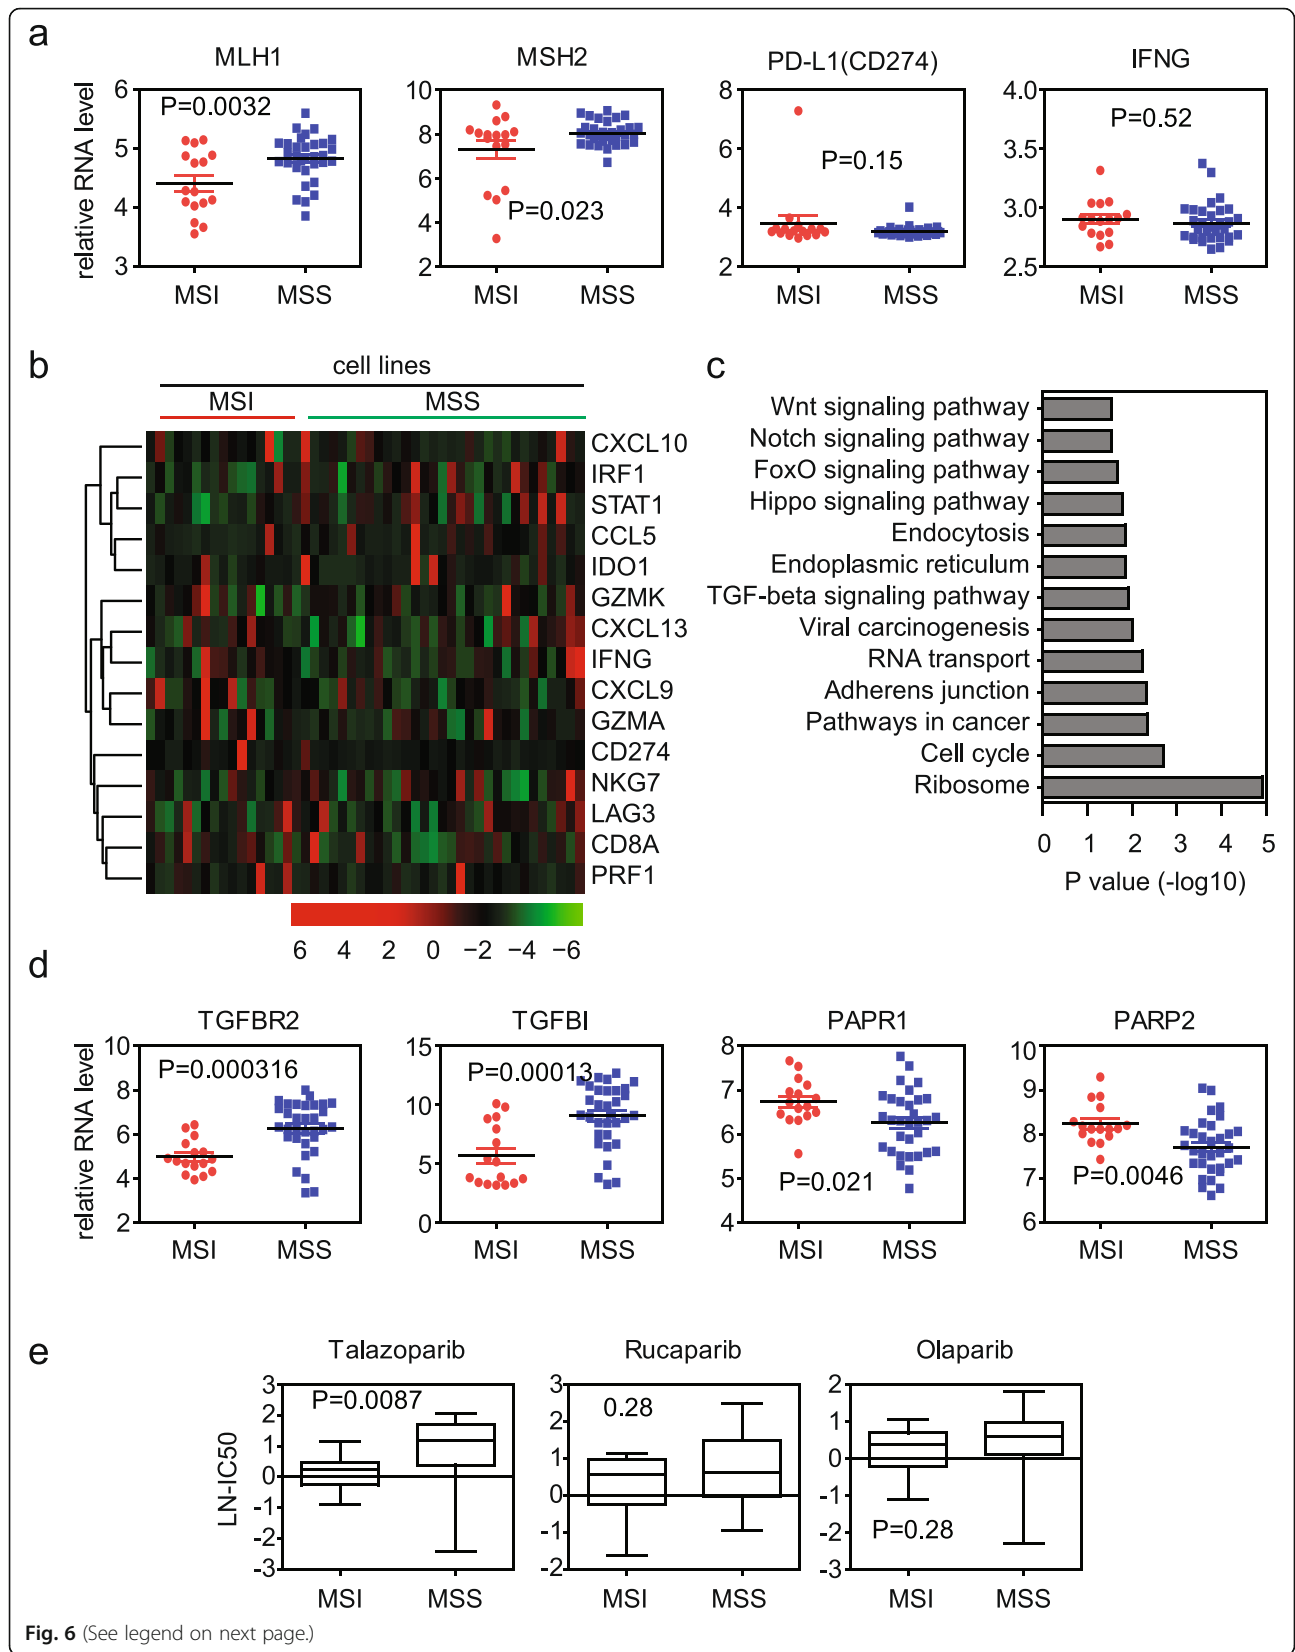 a
MLH1
MSH2
PD-L1(CD274)
IFNG
relative RNA level
6
5
4
3
P=0.0032
MSI
MSS
10
8
6
4
2
P=0.023
MSI
MSS
6
4
2
P=0.15
MSI
MSS
4.0
3.5
3.0
2.5
P=0.52
MSI
MSS
b
cell lines
MSI
MSS
CXCL10
IRF1
STAT1
CCL5
IDO1
GZMK
CXCL13
IFNG
CXCL9
GZMA
CD274
NKG7
LAG3
CD8A
PRF1
6 4 2 0 −2 −4 −6
c
Wnt signaling pathway
Notch signaling pathway
FoxO signaling pathway
Hippo signaling pathway
Endocytosis
Endoplasmic reticulum
TGF-beta signaling pathway
Viral carcinogenesis
RNA transport
Adherens junction
Pathways in cancer
Cell cycle
Ribosome
0 1 2 3 4 5
P value (-log10)
d
TGFBR2
TGFBI
PAPR1
PARP2
relative RNA level
10
8
6
4
2
P=0.000316
MSI
MSS
15
10
5
0
P=0.00013
MSI
MSS
8
7
6
5
4
P=0.021
MSI
MSS
10
9
8
7
6
P=0.0046
MSI
MSS
e
Talazoparib
Rucaparib
Olaparib
LN-IC50
3
2
1
0
-1
-2
-3
P=0.0087
MSI
MSS
3
2
1
0
-1
-2
0.28
MSI
MSS
2
1
0
-1
-2
-3
P=0.28
MSI
MSS
Fig. 6 (See legend on next page.)